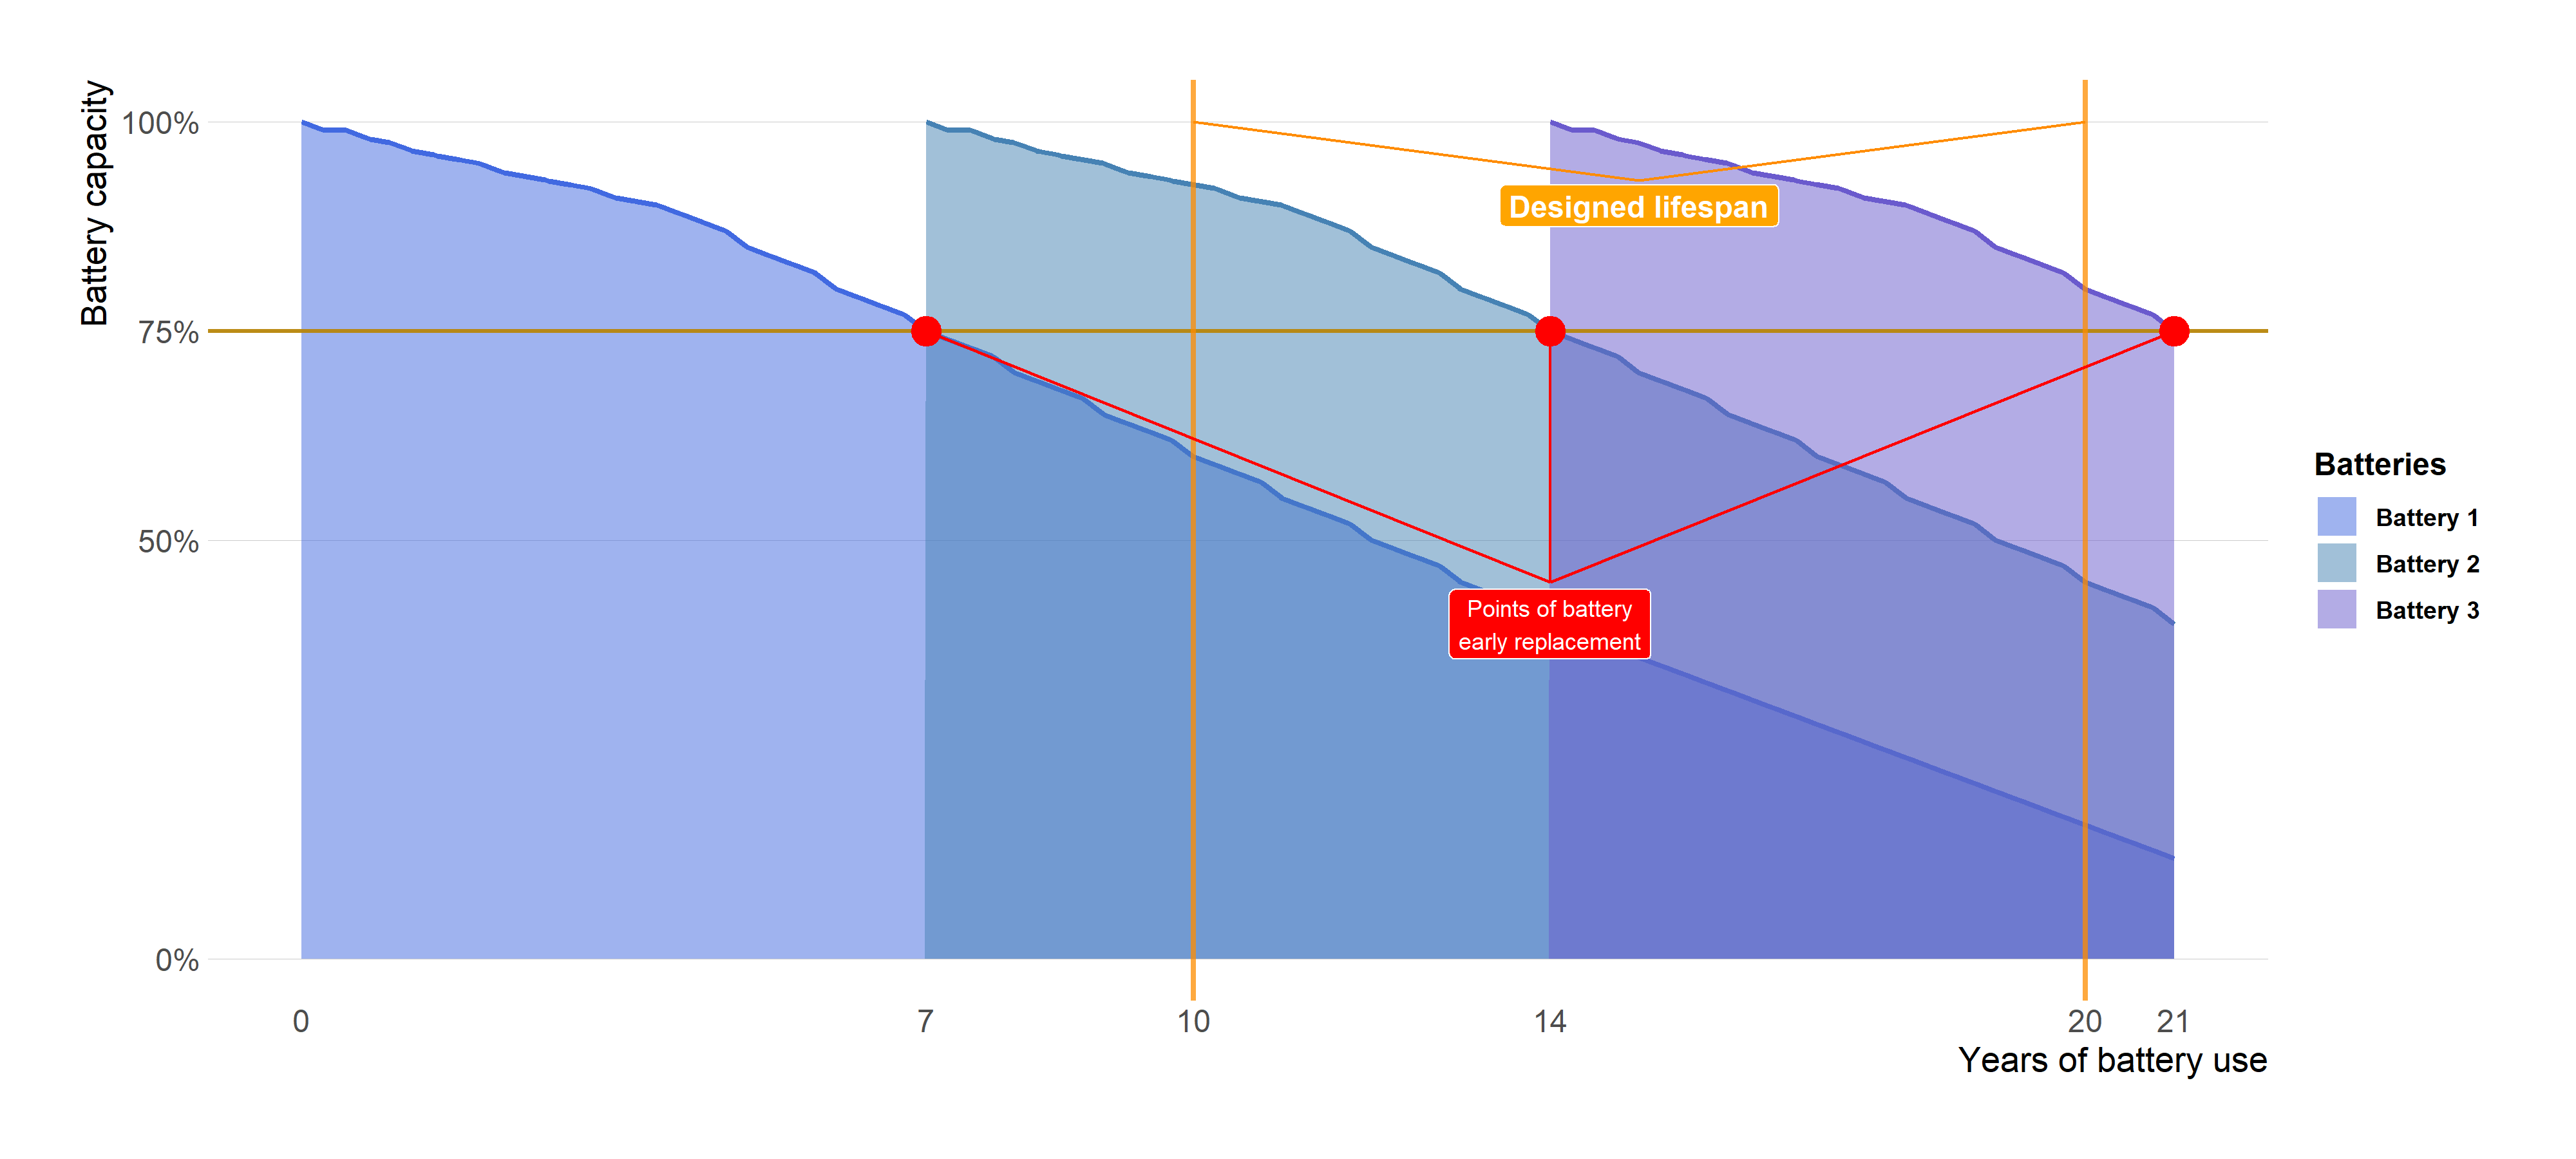 Battery capacity
100%
75%
50%
0%
Designed lifespan
Points of battery
early replacement
0
7
10
14
20
21
Years of battery use
Batteries
Battery 1
Battery 2
Battery 3